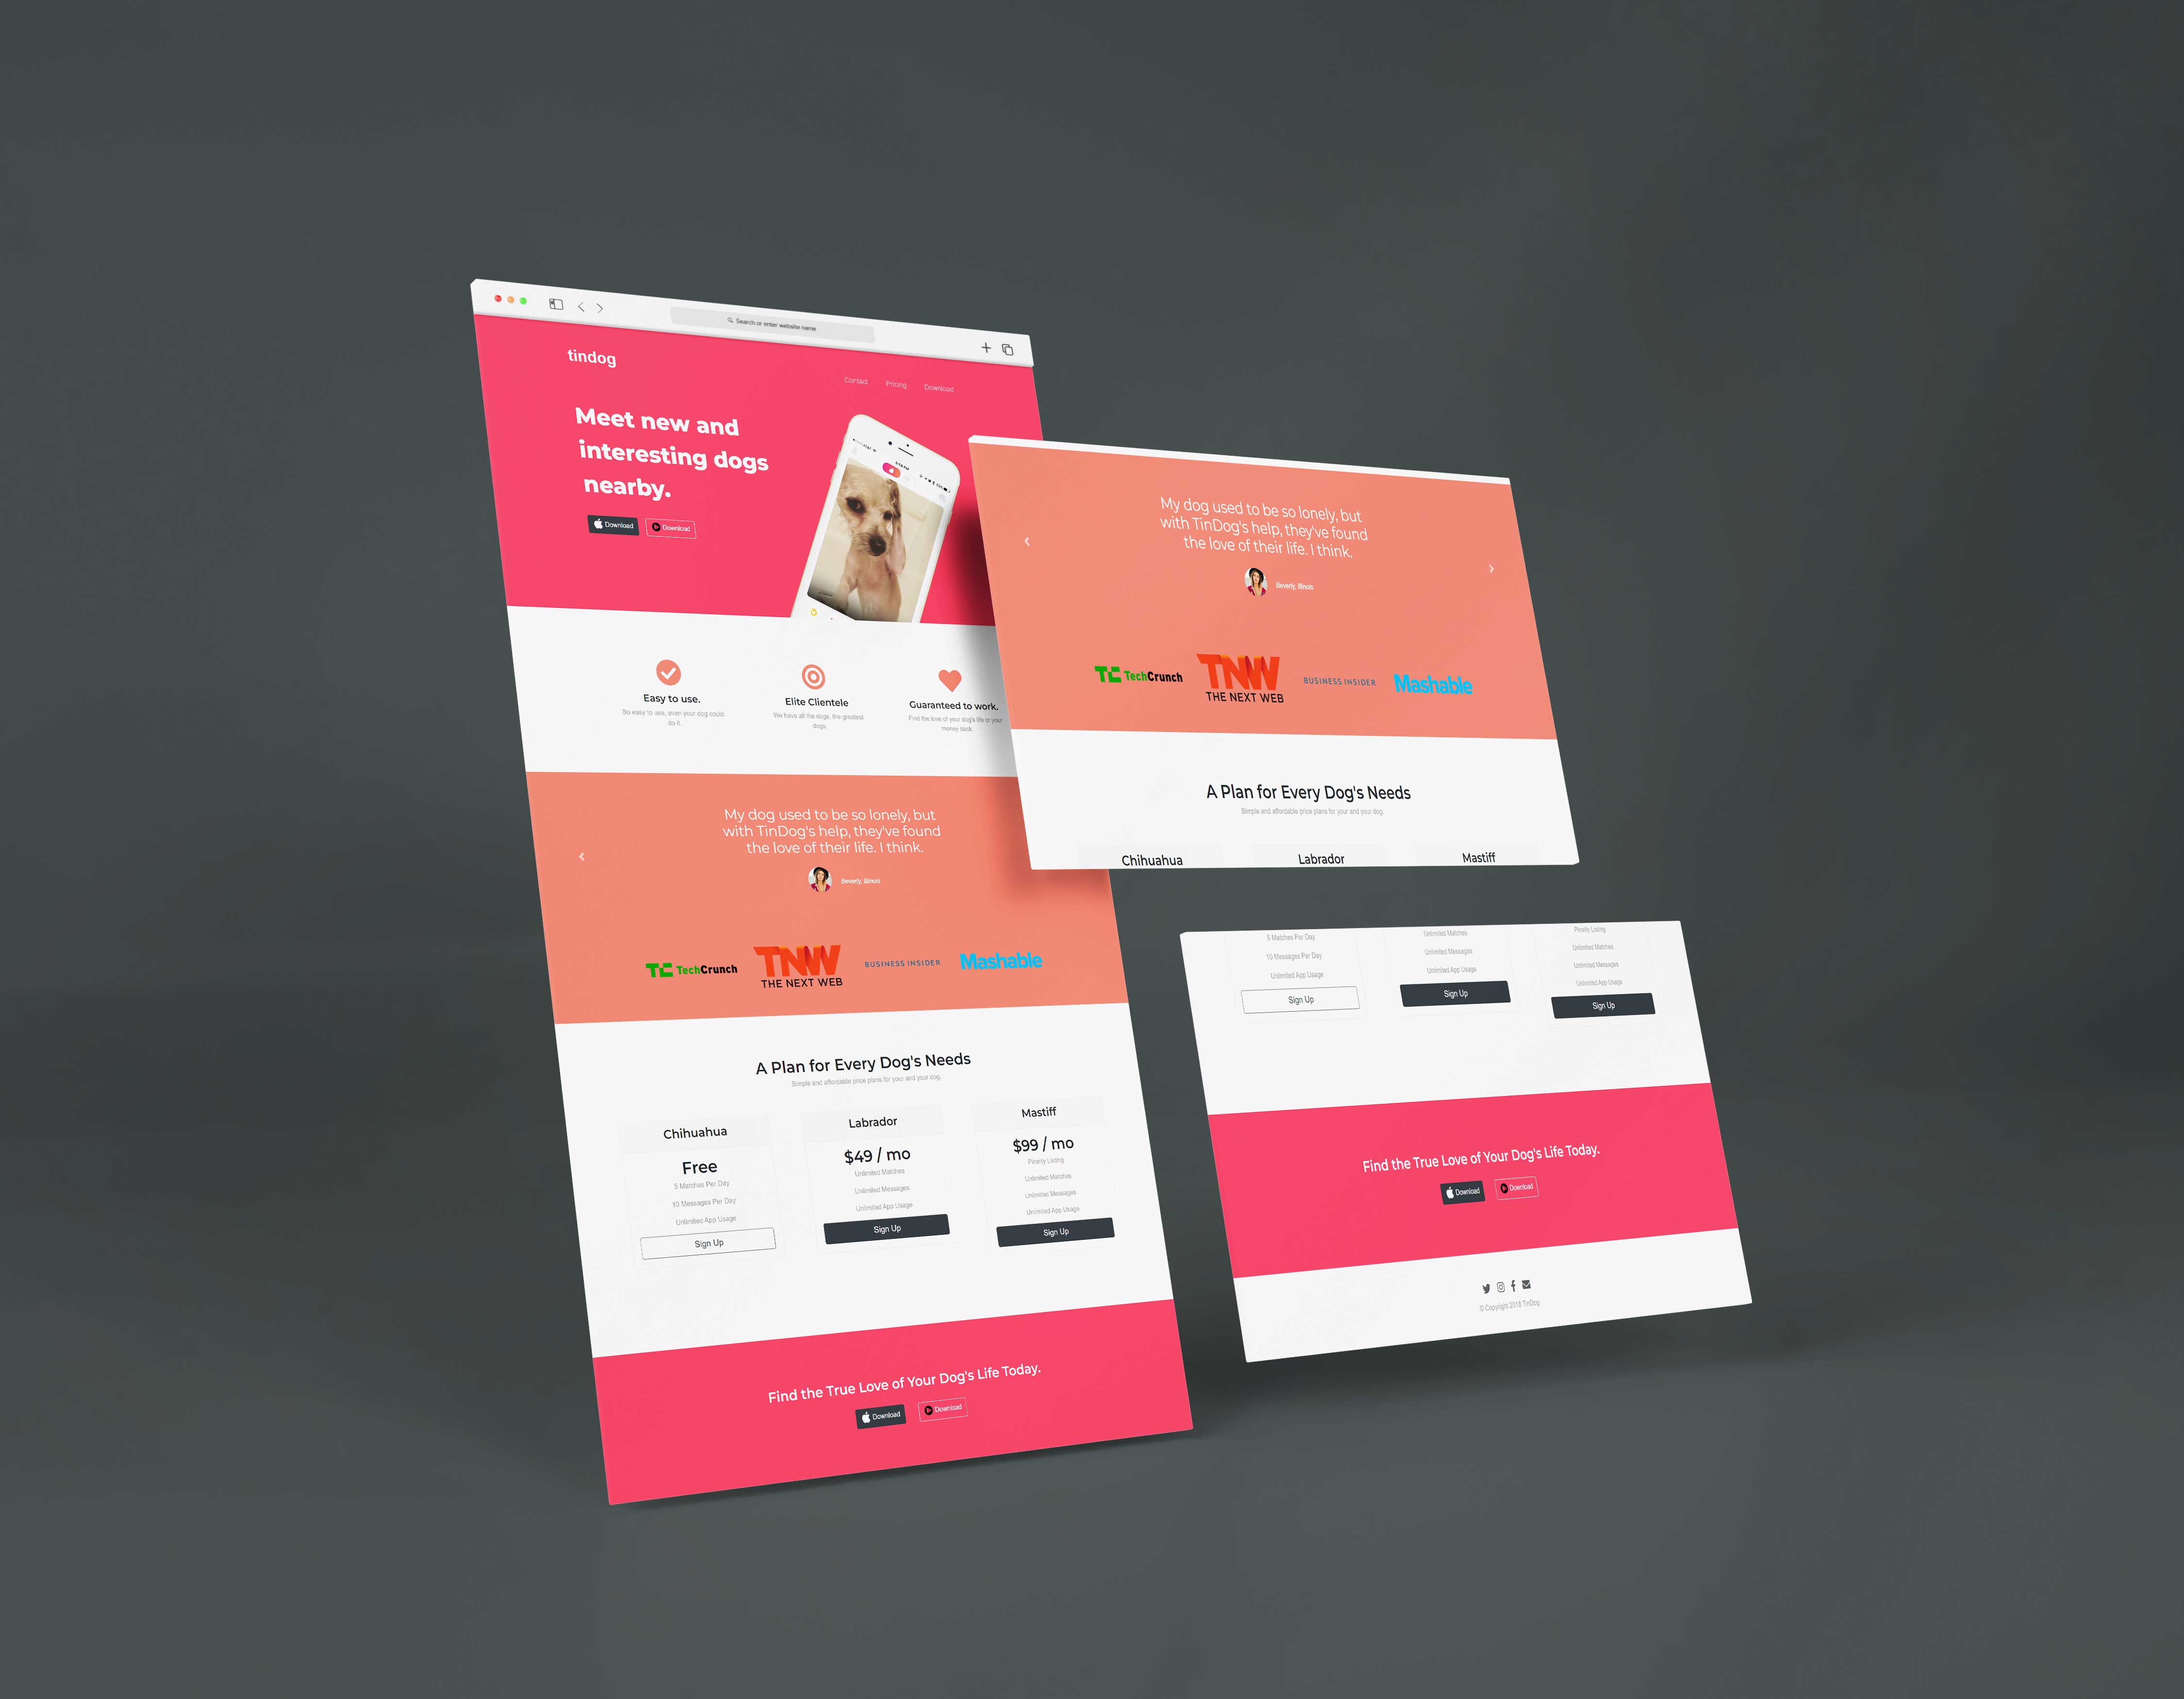 Search or enter website name
tindog
Contact Pricing Download
Meet new and
interesting dogs
nearby.
Download Download
Easy to use.
So easy to use, even your dog could
do it.
Elite Clientele
We have all the dogs, the greatest
dogs.
Guaranteed to work.
Find the love of your dog's life or your
money back.
My dog used to be so lonely, but
with TinDog's help, they've found
the love of their life. I think.
Beverly, Illinois
TC TechCrunch
TNW
THE NEXT WEB
BUSINESS INSIDER
Mashable
A Plan for Every Dog's Needs
Simple and affordable price plans for your and your dog.
Chihuahua
Free
5 Matches Per Day
10 Messages Per Day
Unlimited App Usage
Sign Up
Labrador
$49 / mo
Unlimited Matches
Unlimited Messages
Unlimited App Usage
Sign Up
Mastiff
$99 / mo
Pirority Listing
Unlimited Matches
Unlimited Messages
Unlimited App Usage
Sign Up
Find the True Love of Your Dog's Life Today.
Download Download
My dog used to be so lonely, but
with TinDog's help, they've found
the love of their life. I think.
Beverly, Illinois
TC TechCrunch
TNW
THE NEXT WEB
BUSINESS INSIDER
Mashable
A Plan for Every Dog's Needs
Simple and affordable price plans for your and your dog.
Chihuahua Labrador Mastiff
5 Matches Per Day
10 Messages Per Day
Unlimited App Usage
Sign Up
Unlimited Matches
Unlimited Messages
Unlimited App Usage
Sign Up
Pirority Listing
Unlimited Matches
Unlimited Messages
Unlimited App Usage
Sign Up
Find the True Love of Your Dog's Life Today.
Download Download
© Copyright 2018 TinDog